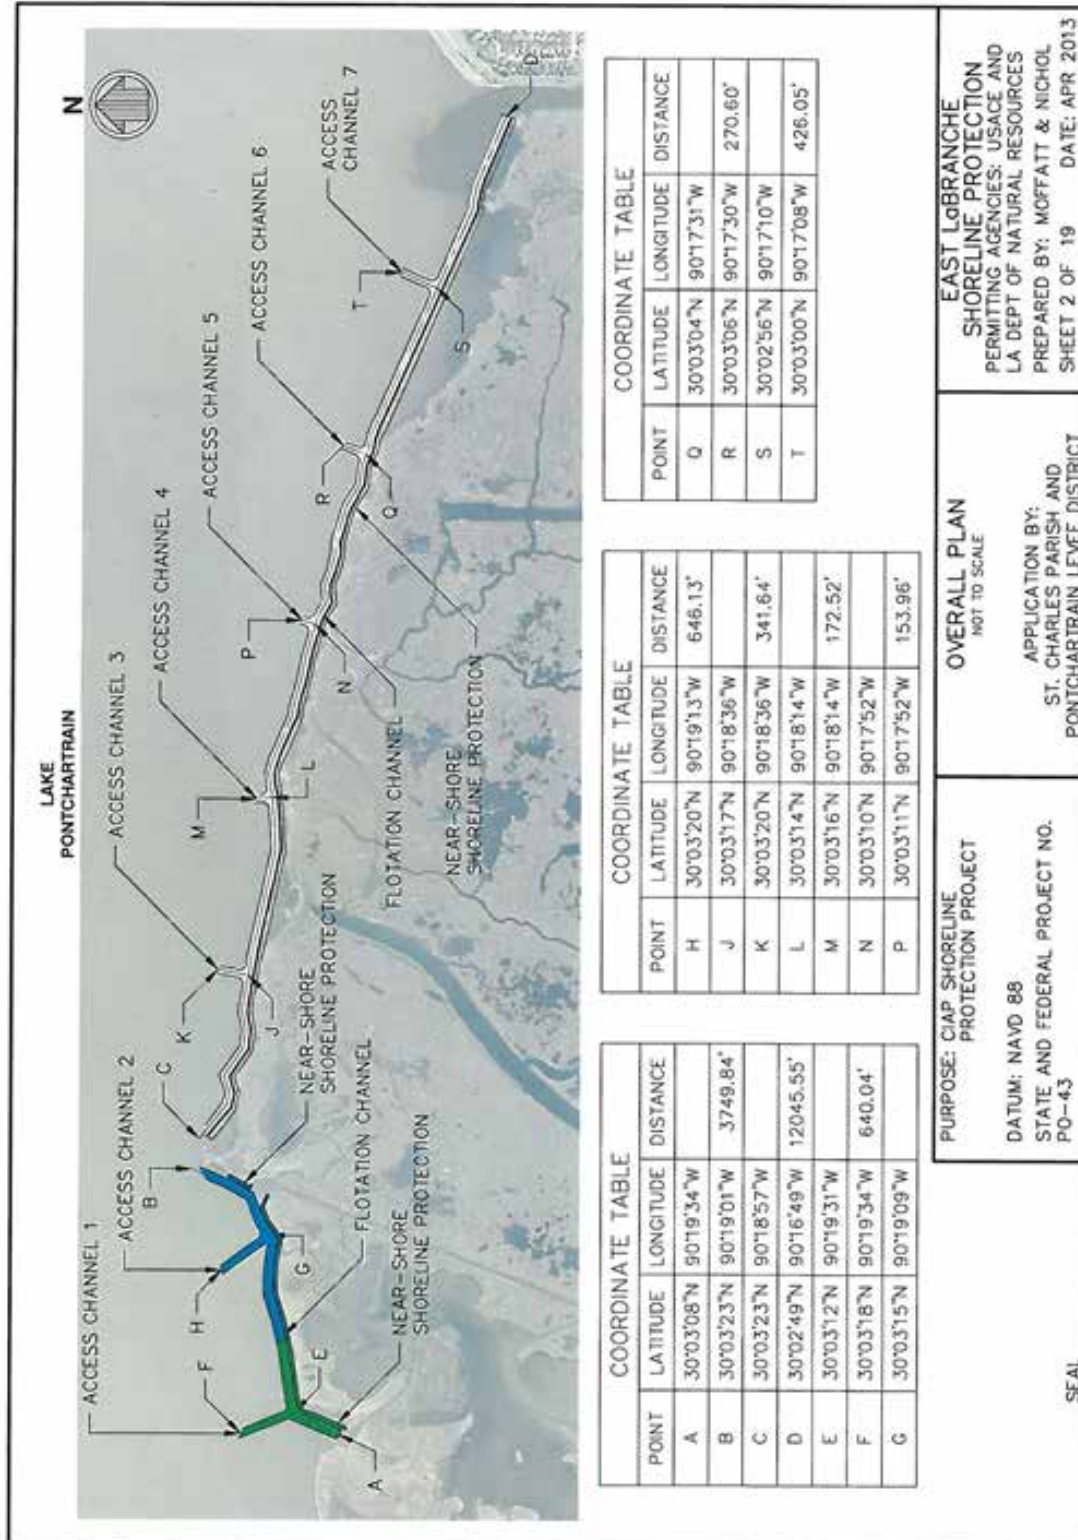 LAKE
PONTCHARTRAIN
N
ACCESS CHANNEL 1
ACCESS CHANNEL 2
ACCESS CHANNEL 3
ACCESS CHANNEL 4
ACCESS CHANNEL 5
ACCESS CHANNEL 6
ACCESS
CHANNEL 7
F
H
B
C
K
M
P
R
T
D
A
E
G
J
L
N
Q
S
NEAR-SHORE
SHORELINE PROTECTION
FLOTATION CHANNEL
NEAR-SHORE
SHORELINE PROTECTION
FLOTATION CHANNEL
NEAR-SHORE
SHORELINE PROTECTION
COORDINATE TABLE
POINT LATITUDE LONGITUDE DISTANCE
A 30°03'08"N 90°19'34"W
B 30°03'23"N 90°19'01"W 3749.84'
C 30°03'23"N 90°18'57"W
D 30°02'49"N 90°16'49"W 12045.55'
E 30°03'12"N 90°19'31"W
F 30°03'18"N 90°19'34"W 640.04'
G 30°03'15"N 90°19'09"W
COORDINATE TABLE
POINT LATITUDE LONGITUDE DISTANCE
H 30°03'20"N 90°19'13"W 646.13'
J 30°03'17"N 90°18'36"W
K 30°03'20"N 90°18'36"W 341.64'
L 30°03'14"N 90°18'14"W
M 30°03'16"N 90°18'14"W 172.52'
N 30°03'10"N 90°17'52"W
P 30°03'11"N 90°17'52"W 153.96'
COORDINATE TABLE
POINT LATITUDE LONGITUDE DISTANCE
Q 30°03'04"N 90°17'31"W
R 30°03'06"N 90°17'30"W 270.60'
S 30°02'56"N 90°17'10"W
T 30°03'00"N 90°17'08"W 426.05'
PURPOSE: CIAP SHORELINE
PROTECTION PROJECT
DATUM: NAVD 88
STATE AND FEDERAL PROJECT NO.
PO-43
SEAL
OVERALL PLAN
NOT TO SCALE
APPLICATION BY:
ST. CHARLES PARISH AND
PONTCHARTRAIN LEVEE DISTRICT
EAST LaBRANCHE
SHORELINE PROTECTION
PERMITTING AGENCIES: USACE AND
LA DEPT OF NATURAL RESOURCES
PREPARED BY: MOFFATT & NICHOL
SHEET 2 OF 19 DATE: APR 2013